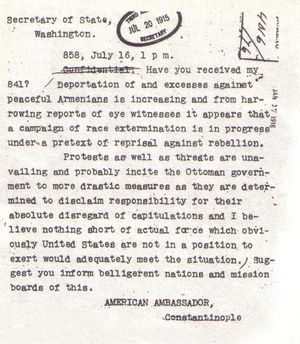 Secretary of State,
Washington.
JUL 20 1915
SECRETARY
858, July 16, 1 p m.
Confidential. Have you received my
841? Deportation of and excesses against
peaceful Armenians is increasing and from har-
rowing reports of eye witnesses it appears that
a campaign of race extermination is in progress
under a pretext of reprisal against rebellion.
Protests as well as threats are una-
vailing and probably incite the Ottoman govern-
ment to more drastic measures as they are deter-
mined to disclaim responsibility for their
absolute disregard of capitulations and I be-
lieve nothing short of actual force which obvi-
ously United States are not in a position to
exert would adequately meet the situation. Sug-
gest you inform belligerent nations and mission
boards of this.
AMERICAN AMBASSADOR,
Constantinople